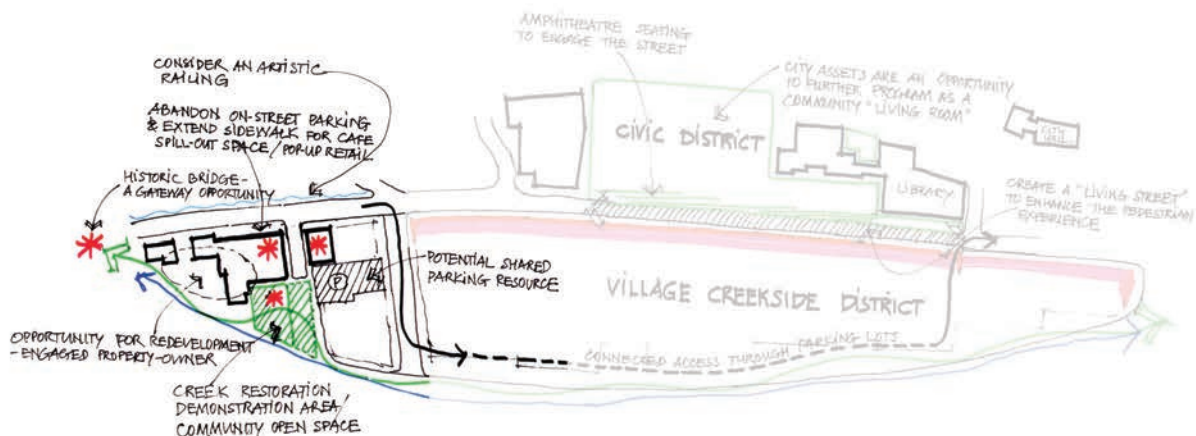 CONSIDER AN ARTISTIC
RAILING
ABANDON ON-STREET PARKING
& EXTEND SIDEWALK FOR CAFE
SPILL-OUT SPACE/POP-UP RETAIL
HISTORIC BRIDGE-
A GATEWAY OPPORTUNITY
AMPHITHEATRE SEATING
TO ENGAGE THE STREET
CITY ASSETS ARE AN OPPORTUNITY
TO FURTHER PROGRAM AS A
COMMUNITY "LIVING ROOM"
CIVIC DISTRICT
LIBRARY
CITY
HALL
CREATE A "LIVING STREET"
TO ENHANCE THE PEDESTRIAN
EXPERIENCE
P
POTENTIAL SHARED
PARKING RESOURCE
VILLAGE CREEKSIDE DISTRICT
CONNECTED ACCESS THROUGH PARKING LOTS
OPPORTUNITY FOR REDEVELOPMENT
-ENGAGED PROPERTY-OWNER
CREEK RESTORATION
DEMONSTRATION AREA/
COMMUNITY OPEN SPACE